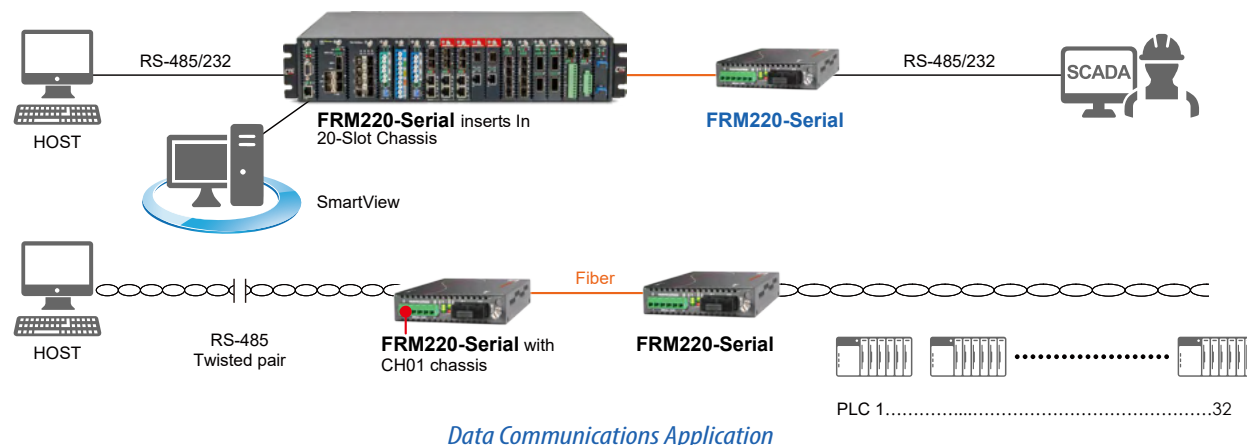 RS-485/232
RS-485/232
SCADA
HOST
FRM220-Serial inserts In
20-Slot Chassis
FRM220-Serial
SmartView
Fiber
HOST
RS-485
Twisted pair
FRM220-Serial with
CH01 chassis
FRM220-Serial
PLC 1.......................................................32
Data Communications Application